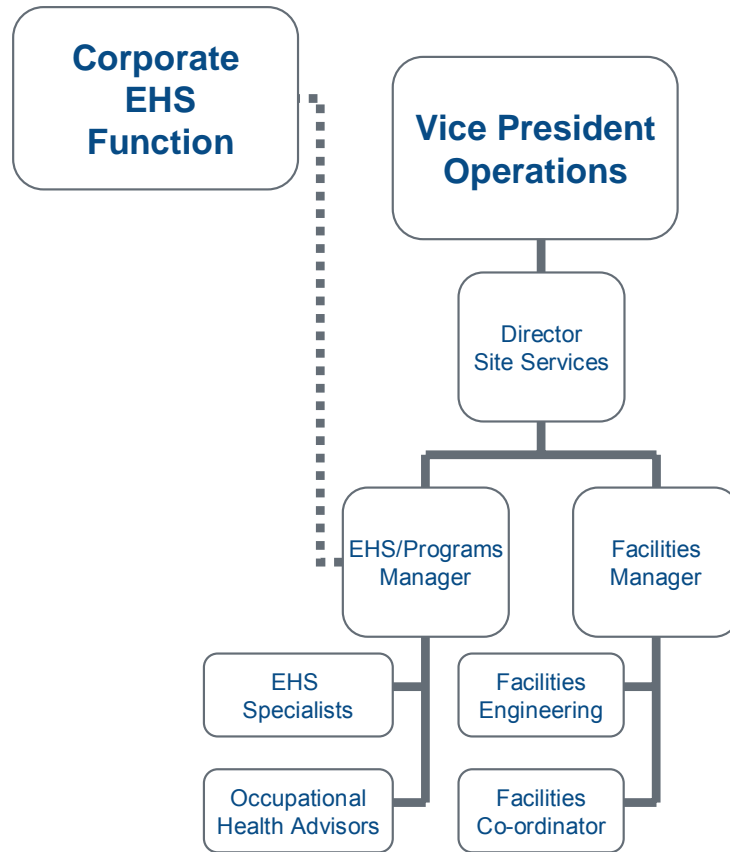 Corporate
EHS
Function
Vice President
Operations
Director
Site Services
EHS/Programs
Manager
Facilities
Manager
EHS
Specialists
Facilities
Engineering
Occupational
Health Advisors
Facilities
Co-ordinator